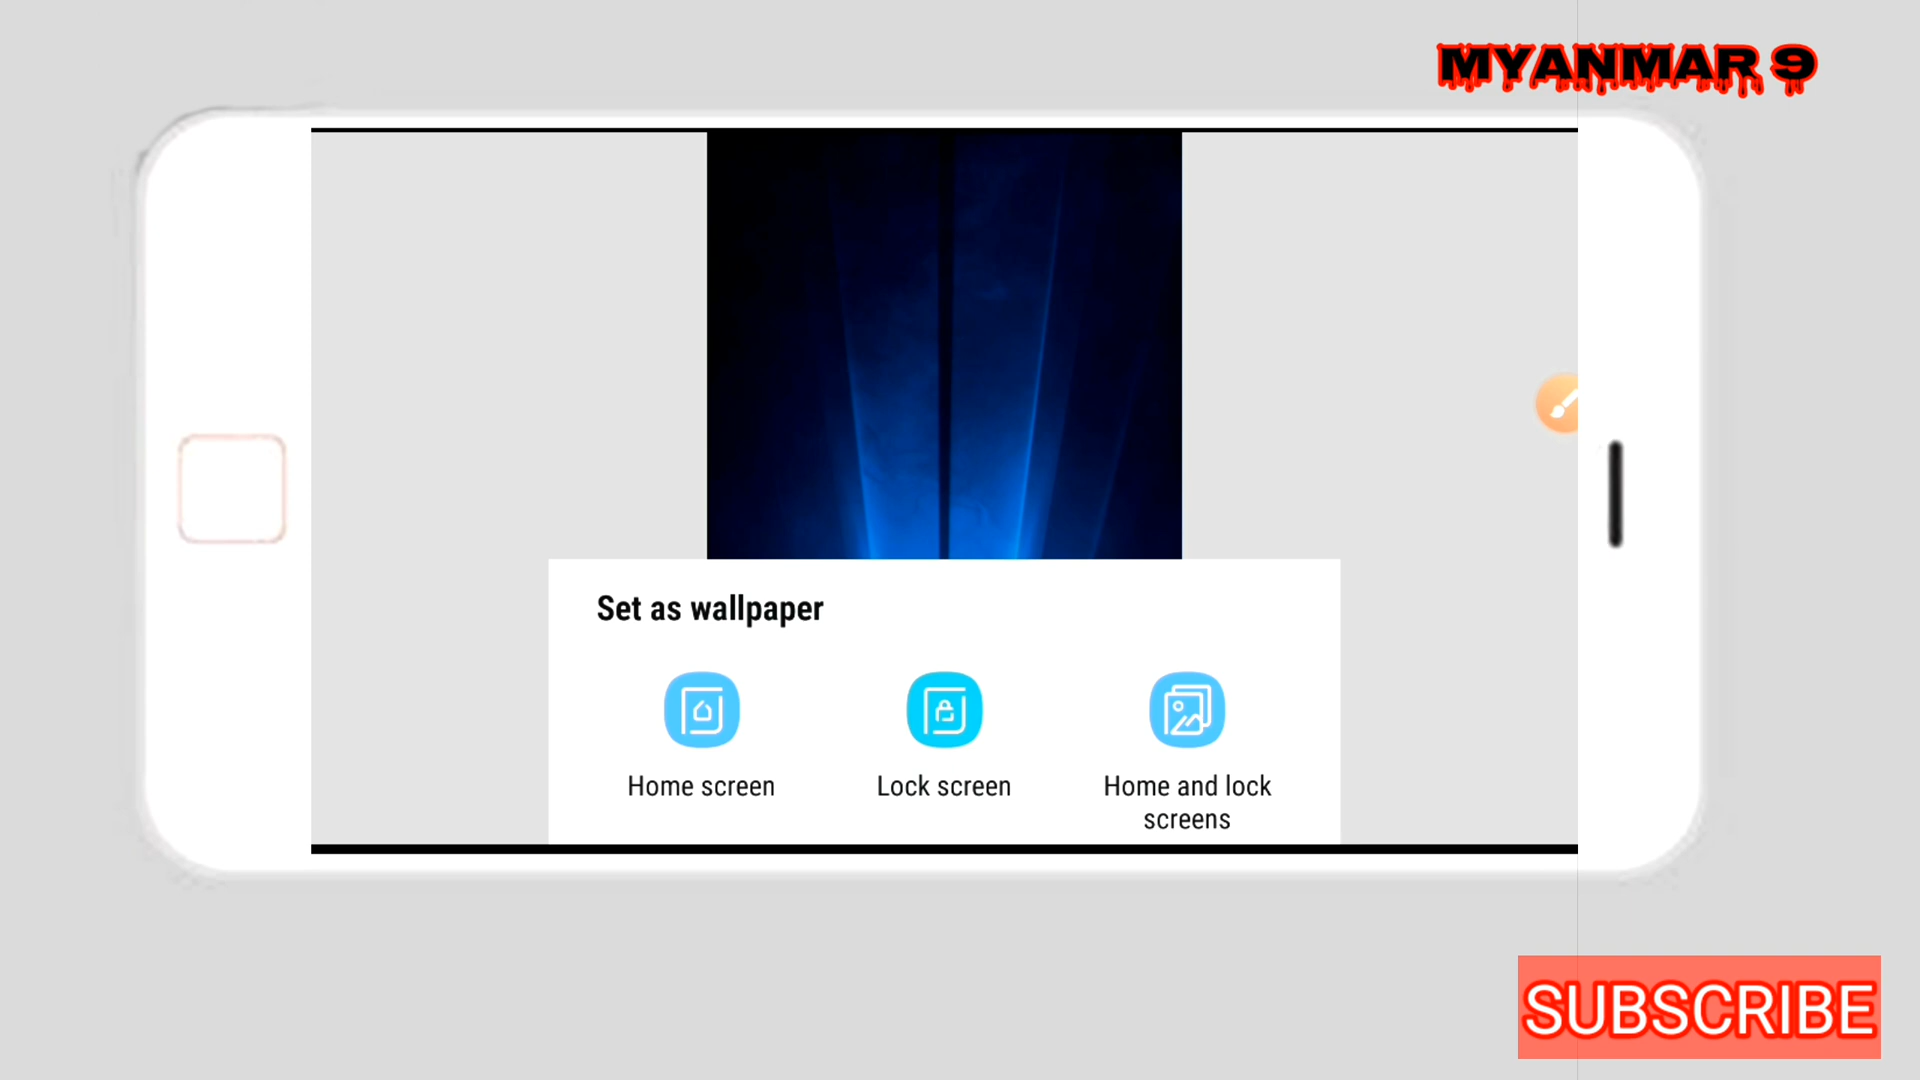 MYANMAR 9
Set as wallpaper
Home screen
Lock screen
Home and lock
screens
SUBSCRIBE